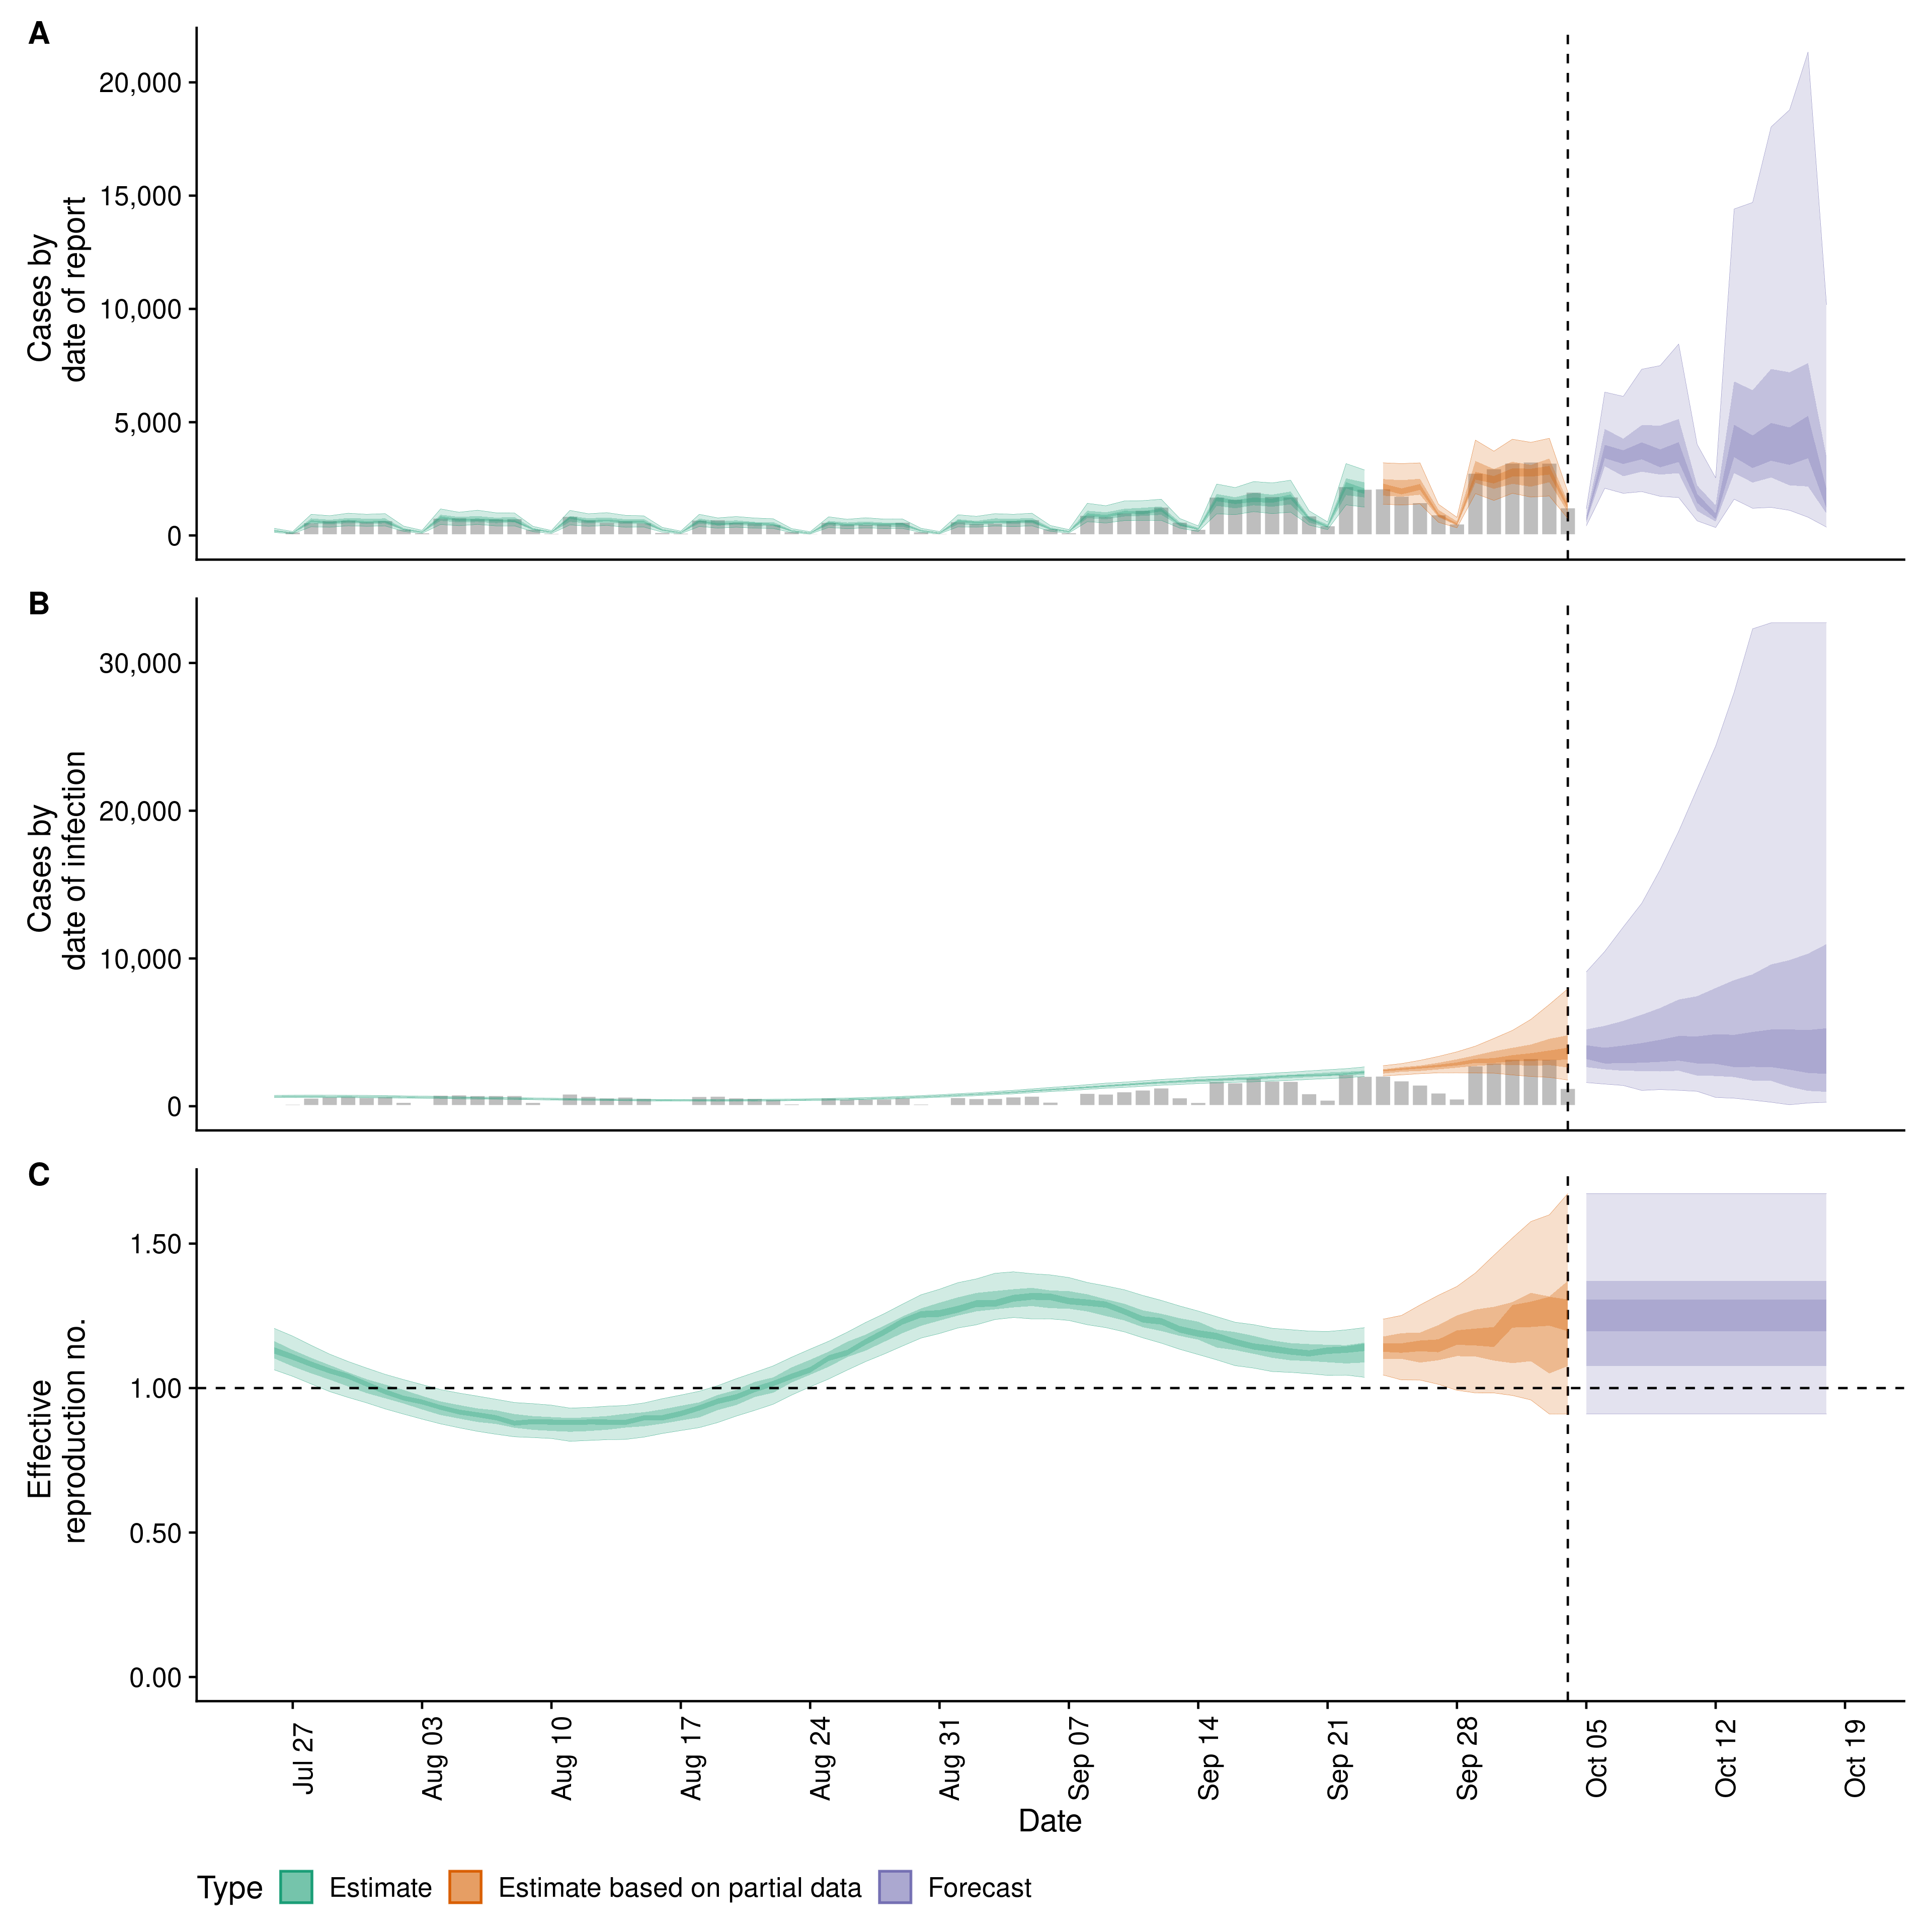 A
20,000
15,000
10,000
5,000
0
Cases by
date of report
B
30,000
20,000
10,000
0
Cases by
date of infection
C
1.50
1.00
0.50
0.00
Effective
reproduction no.
Jul 27
Aug 03
Aug 10
Aug 17
Aug 24
Aug 31
Sep 07
Sep 14
Sep 21
Sep 28
Oct 05
Oct 12
Oct 19
Date
Type Estimate Estimate based on partial data Forecast